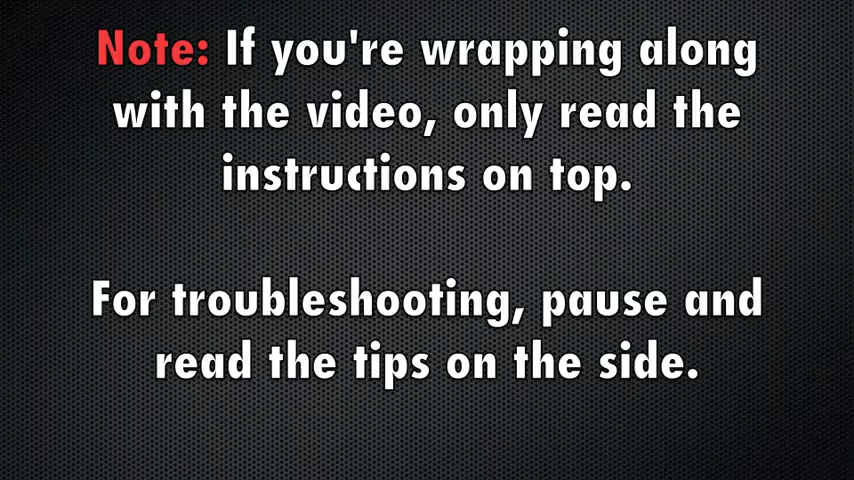 Note: If you're wrapping along
with the video, only read the
instructions on top.
For troubleshooting, pause and
read the tips on the side.